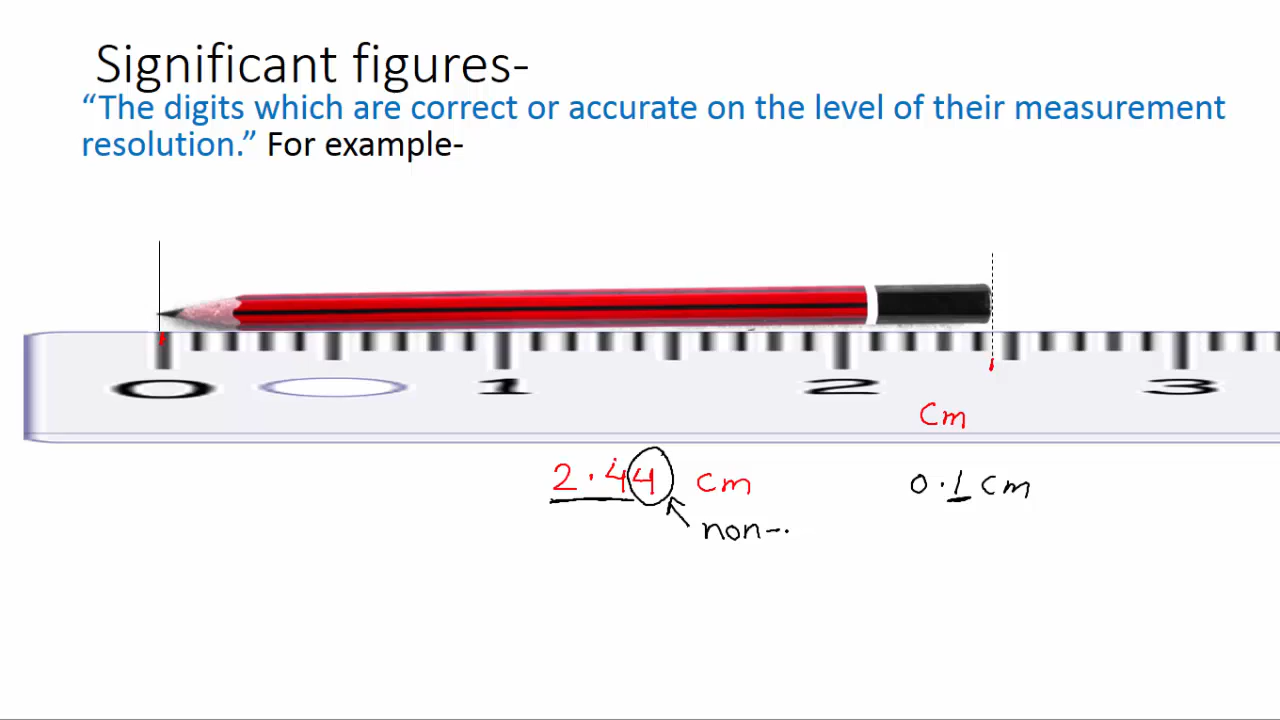 Significant figures-
“The digits which are correct or accurate on the level of their measurement
resolution.” For example-
0 1 2 3
cm
2.44 cm 0.1 cm
non-